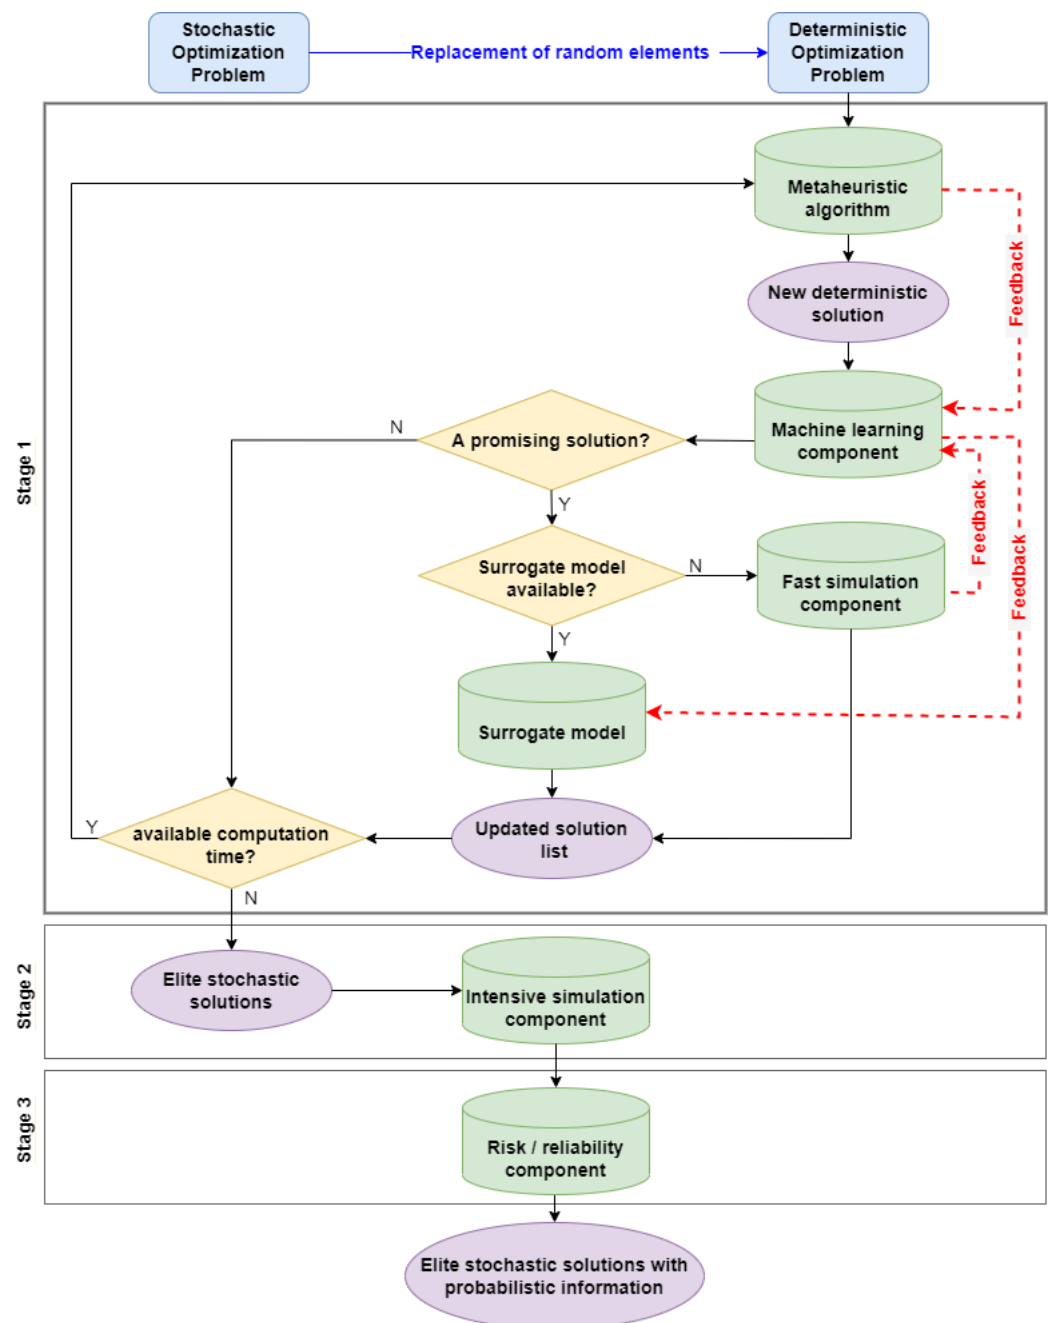 Stochastic
Optimization
Problem
Replacement of random elements
Deterministic
Optimization
Problem
Stage 1
Metaheuristic
algorithm
Feedback
New deterministic
solution
Machine learning
component
A promising solution?
N
Y
Feedback
Feedback
Surrogate model
available?
N
Y
Fast simulation
component
Surrogate model
Updated solution
list
available computation
time?
Y
N
Stage 2
Elite stochastic
solutions
Intensive simulation
component
Stage 3
Risk / reliability
component
Elite stochastic solutions with
probabilistic information